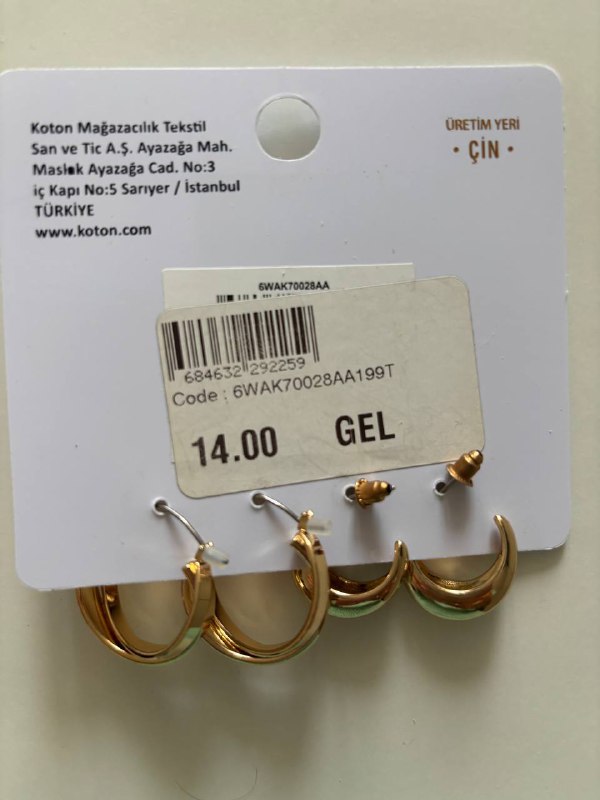 Koton Mağazacılık Tekstil
San ve Tic A.Ş. Ayazağa Mah.
Maslak Ayazağa Cad. No:3
iç Kapı No:5 Sarıyer / İstanbul
TÜRKİYE
www.koton.com
ÜRETİM YERİ
• ÇİN •
6WAK70028AA
684632 292259
Code : 6WAK70028AA199T
14.00 GEL